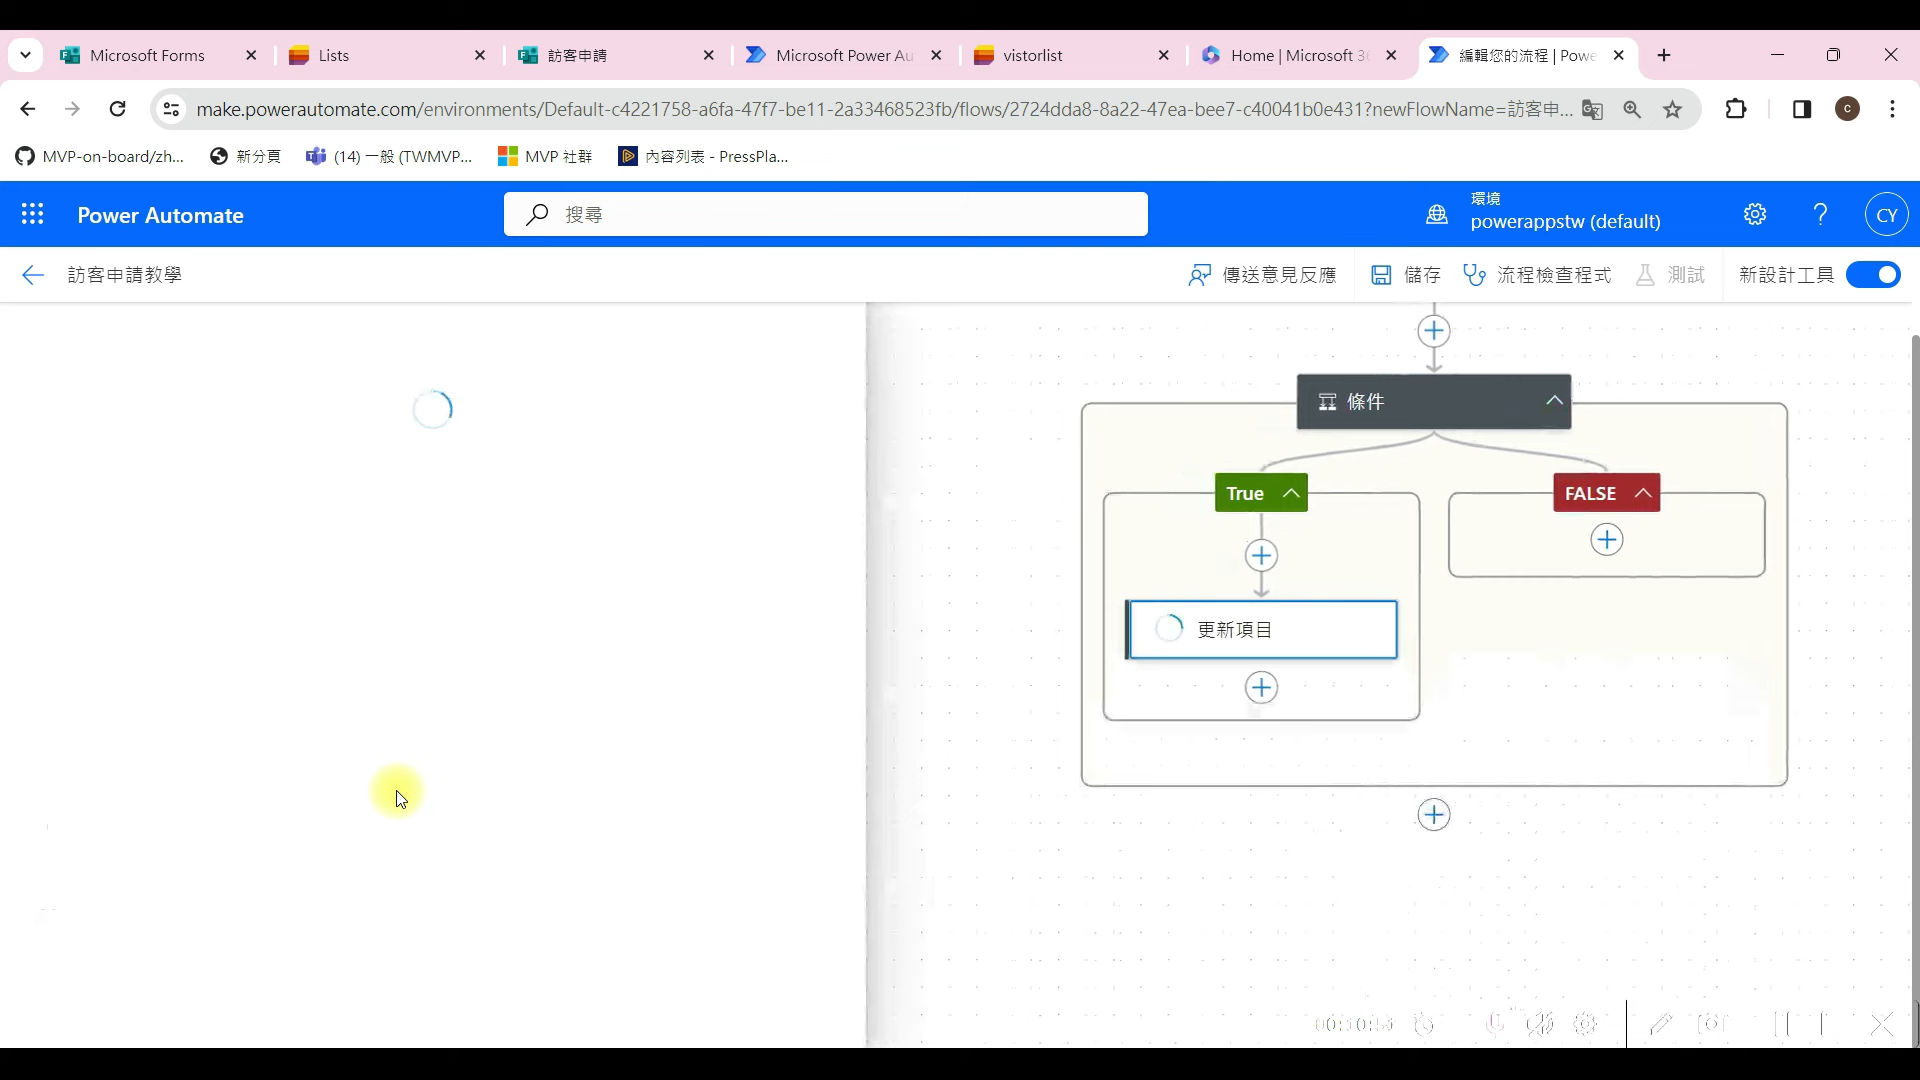 Microsoft Forms
Lists
訪客申請
Microsoft Power Au
vistorlist
Home | Microsoft 36
編輯您的流程 | Powe
make.powerautomate.com/environments/Default-c4221758-a6fa-47f7-be11-2a33468523fb/flows/2724dda8-8a22-47ea-bee7-c40041b0e431?newFlowName=訪客申...
C
MVP-on-board/zh...
新分頁
(14) 一般 (TWMVP...
MVP 社群
內容列表 - PressPla...
Power Automate
搜尋
環境
powerappstw (default)
CY
訪客申請教學
傳送意見反應
儲存
流程檢查程式
測試
新設計工具
條件
True
FALSE
更新項目